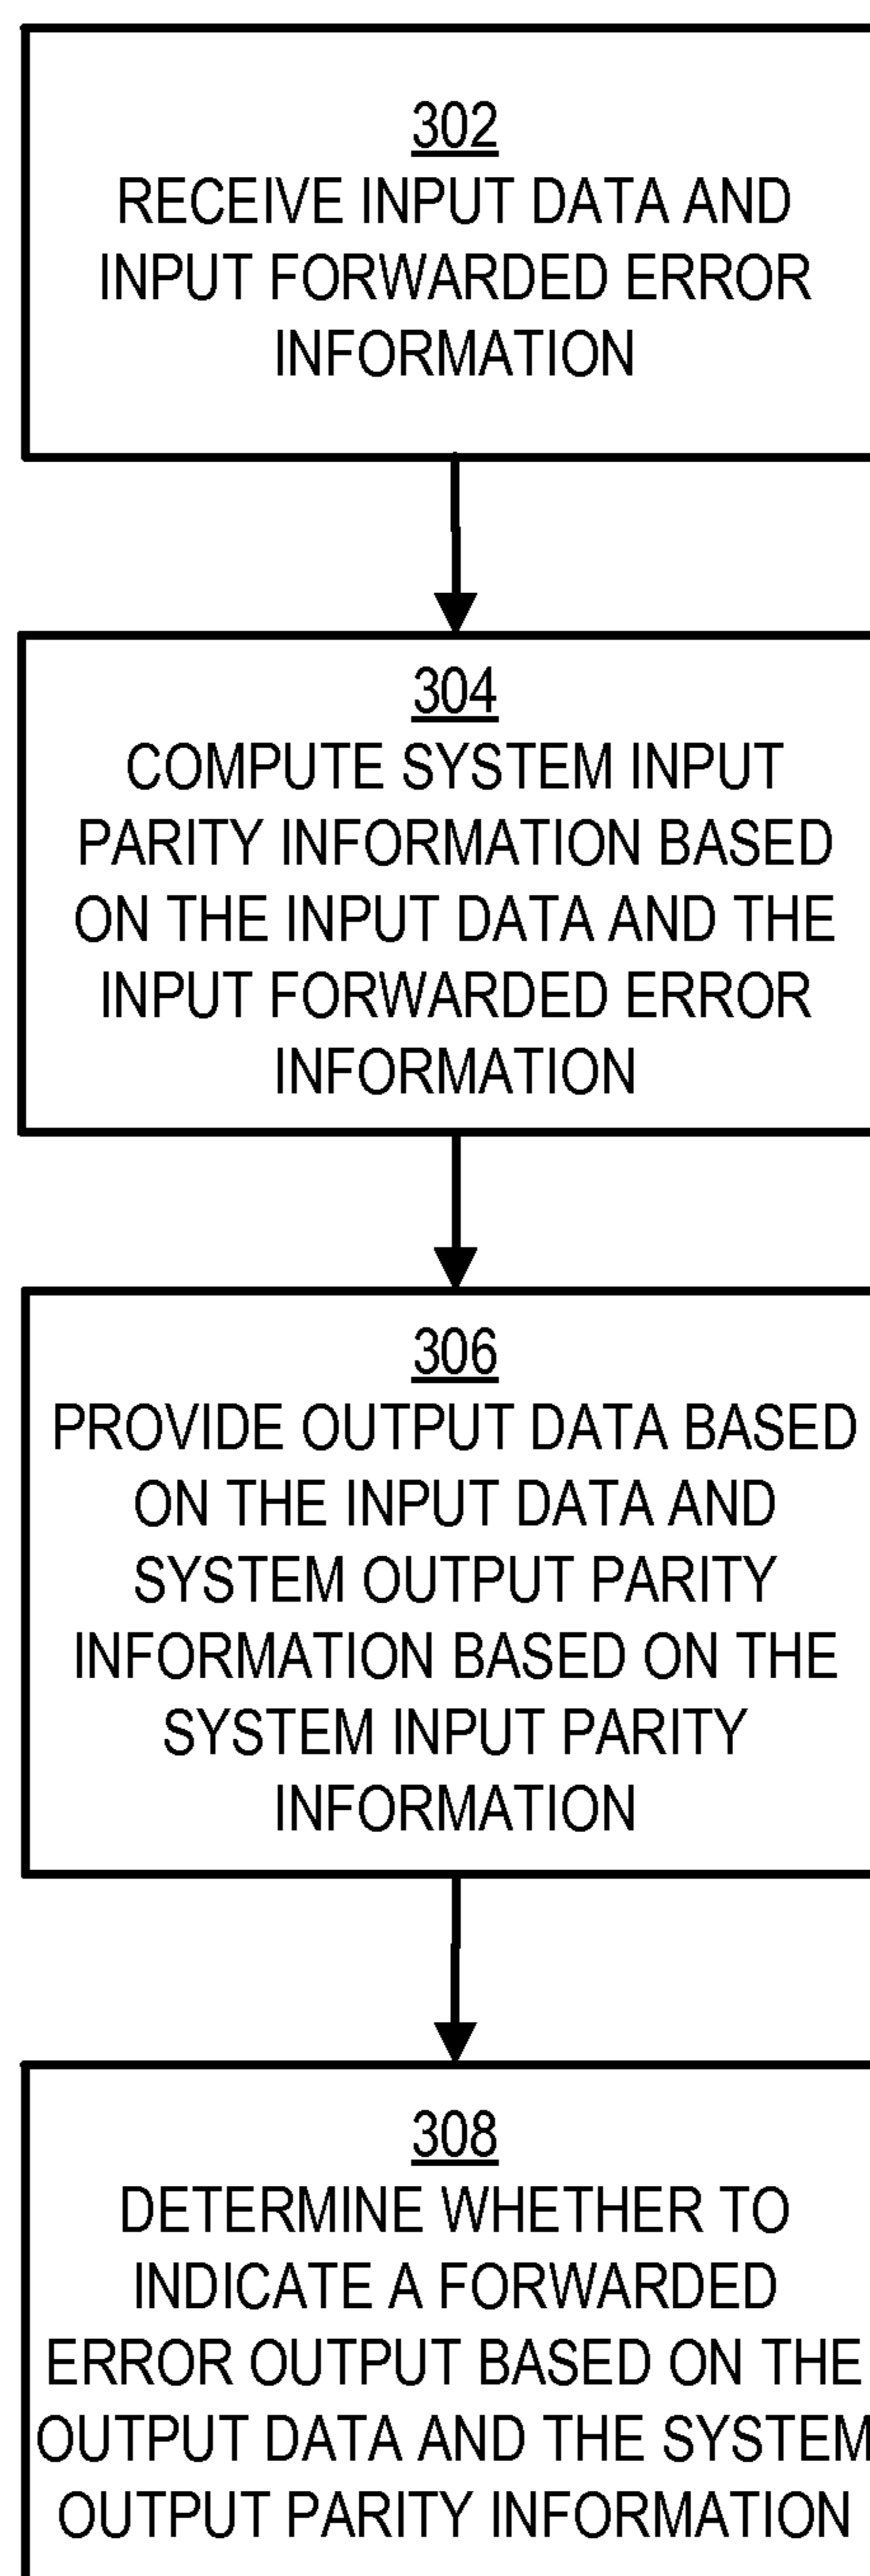 302
RECEIVE INPUT DATA AND
INPUT FORWARDED ERROR
INFORMATION
304
COMPUTE SYSTEM INPUT
PARITY INFORMATION BASED
ON THE INPUT DATA AND THE
INPUT FORWARDED ERROR
INFORMATION
306
PROVIDE OUTPUT DATA BASED
ON THE INPUT DATA AND
SYSTEM OUTPUT PARITY
INFORMATION BASED ON THE
SYSTEM INPUT PARITY
INFORMATION
308
DETERMINE WHETHER TO
INDICATE A FORWARDED
ERROR OUTPUT BASED ON THE
OUTPUT DATA AND THE SYSTEM
OUTPUT PARITY INFORMATION